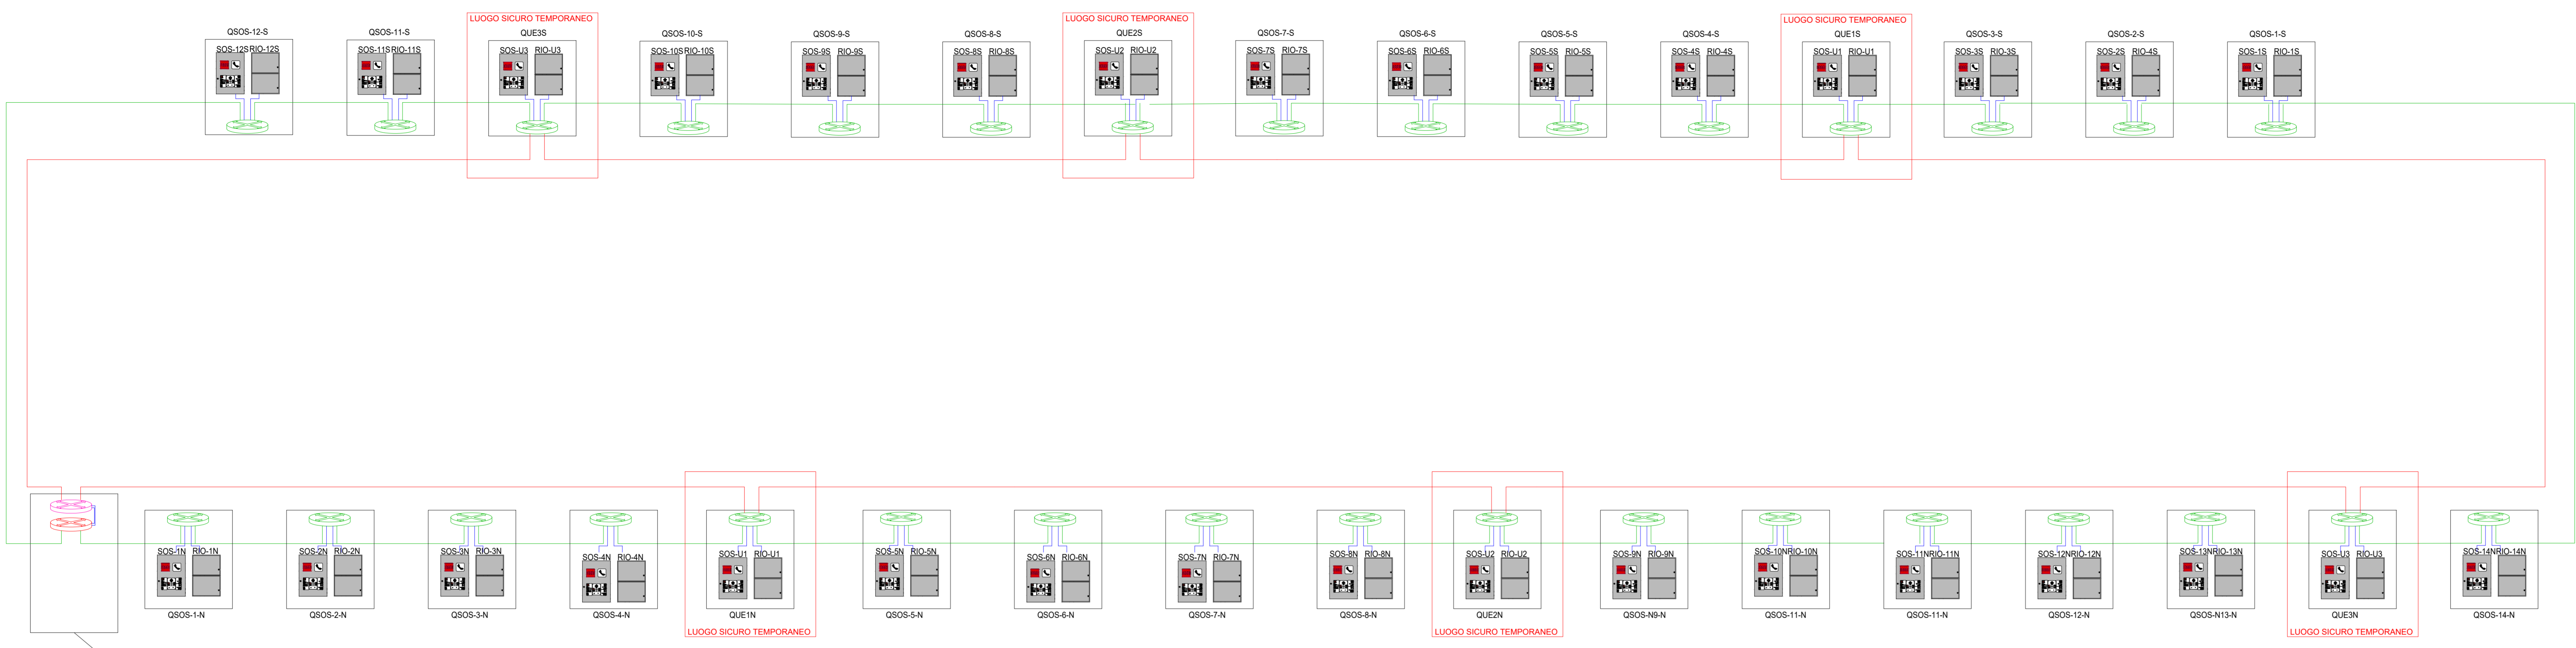 LUOGO SICURO TEMPORANEO
LUOGO SICURO TEMPORANEO
LUOGO SICURO TEMPORANEO
QSOS-12-S
QSOS-11-S
QUE3S
QSOS-10-S
QSOS-9-S
QSOS-8-S
QUE2S
QSOS-7-S
QSOS-6-S
QSOS-5-S
QSOS-4-S
QUE1S
QSOS-3-S
QSOS-2-S
QSOS-1-S
SOS-12S RIO-12S
SOS-11S RIO-11S
SOS-U3 RIO-U3
SOS-10S RIO-10S
SOS-9S RIO-9S
SOS-8S RIO-8S
SOS-U2 RIO-U2
SOS-7S RIO-7S
SOS-6S RIO-6S
SOS-5S RIO-5S
SOS-4S RIO-4S
SOS-U1 RIO-U1
SOS-3S RIO-3S
SOS-2S RIO-4S
SOS-1S RIO-1S
SOS-1N RIO-1N
SOS-2N RIO-2N
SOS-3N RIO-3N
SOS-4N RIO-4N
SOS-U1 RIO-U1
SOS-5N RIO-5N
SOS-6N RIO-6N
SOS-7N RIO-7N
SOS-8N RIO-8N
SOS-U2 RIO-U2
SOS-9N RIO-9N
SOS-10N RIO-10N
SOS-11N RIO-11N
SOS-12N RIO-12N
SOS-13N RIO-13N
SOS-U3 RIO-U3
SOS-14N RIO-14N
QSOS-1-N
QSOS-2-N
QSOS-3-N
QSOS-4-N
QUE1N
QSOS-5-N
QSOS-6-N
QSOS-7-N
QSOS-8-N
QUE2N
QSOS-N9-N
QSOS-11-N
QSOS-11-N
QSOS-12-N
QSOS-N13-N
QUE3N
QSOS-14-N
LUOGO SICURO TEMPORANEO
LUOGO SICURO TEMPORANEO
LUOGO SICURO TEMPORANEO